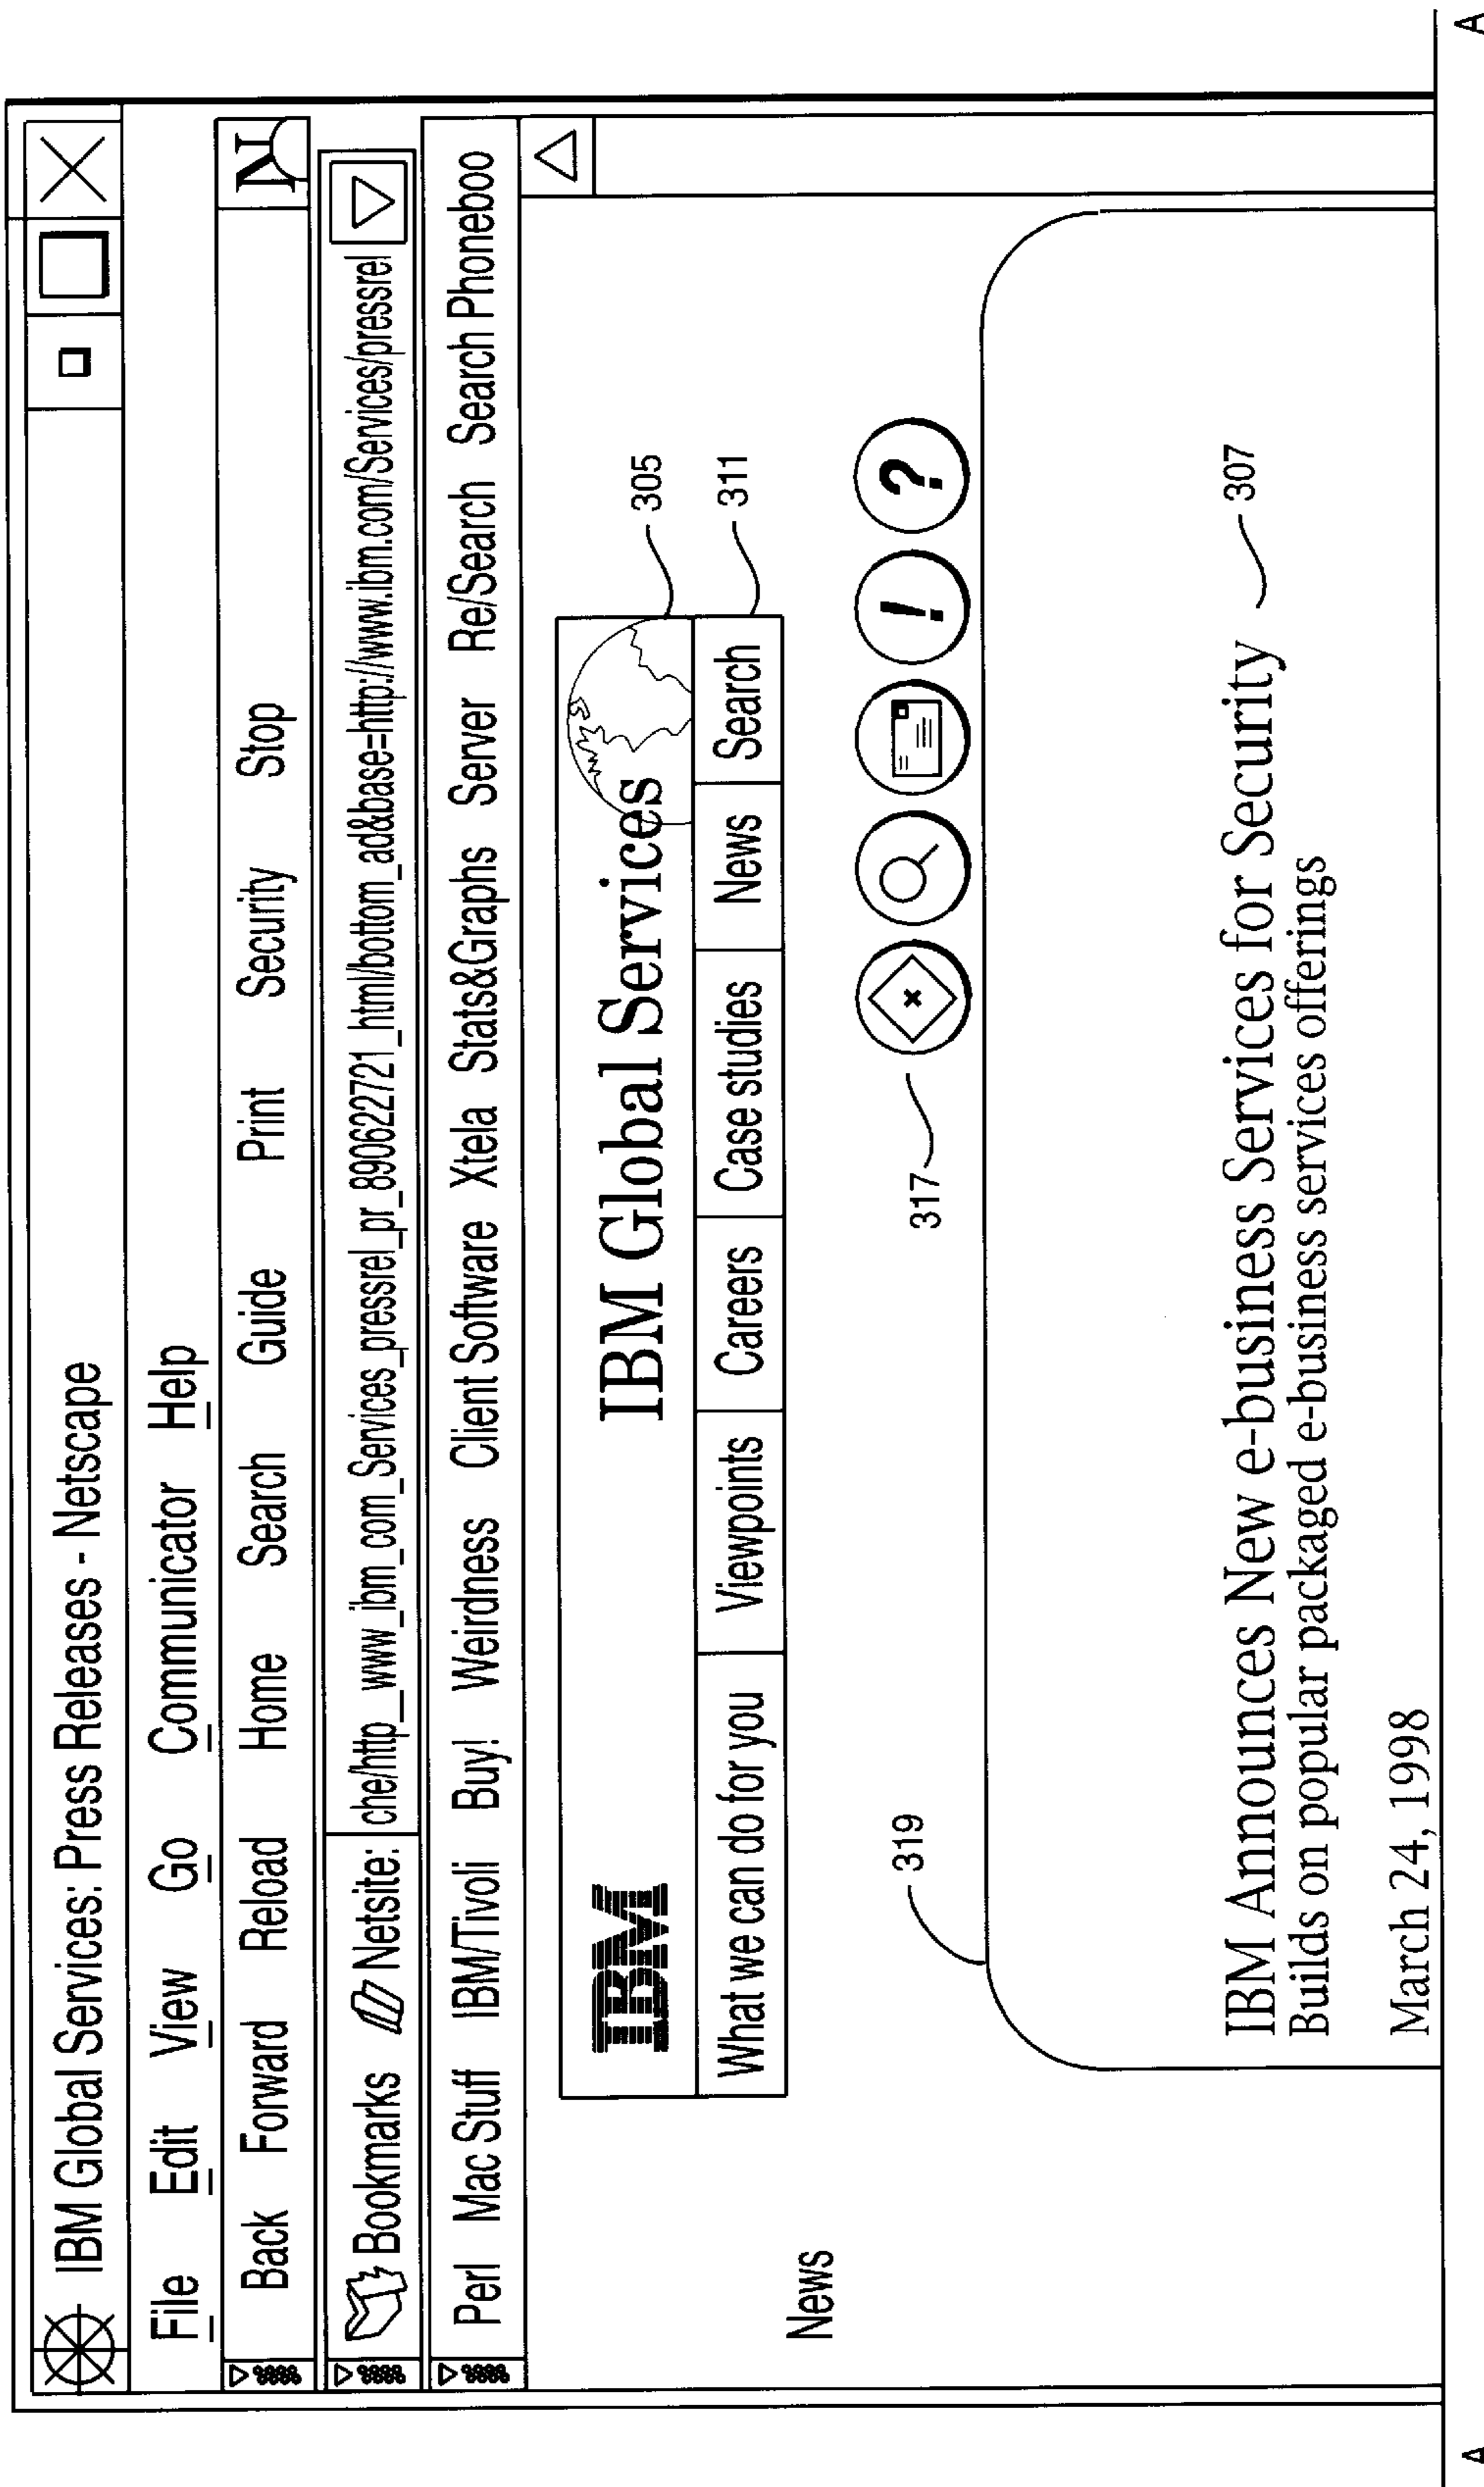 IBM Global Services: Press Releases - Netscape
File Edit View Go Communicator Help
Back Forward Reload Home Search Guide Print Security Stop
N
Bookmarks Netsite: che/http__www_ibm_com_Services_pressrel_pr_890622721_html/bottom_ad&base=http://www.ibm.com/Services/pressrel
Perl Mac Stuff IBM/Tivoli Buy! Weirdness Client Software Xtela Stats&Graphs Server Re/Search Search Phoneboo
IBM IBM Global Services
305
What we can do for you Viewpoints Careers Case studies News Search
311
News
319
317
! ?
IBM Announces New e-business Services for Security
307
Builds on popular packaged e-business services offerings
March 24, 1998
A A